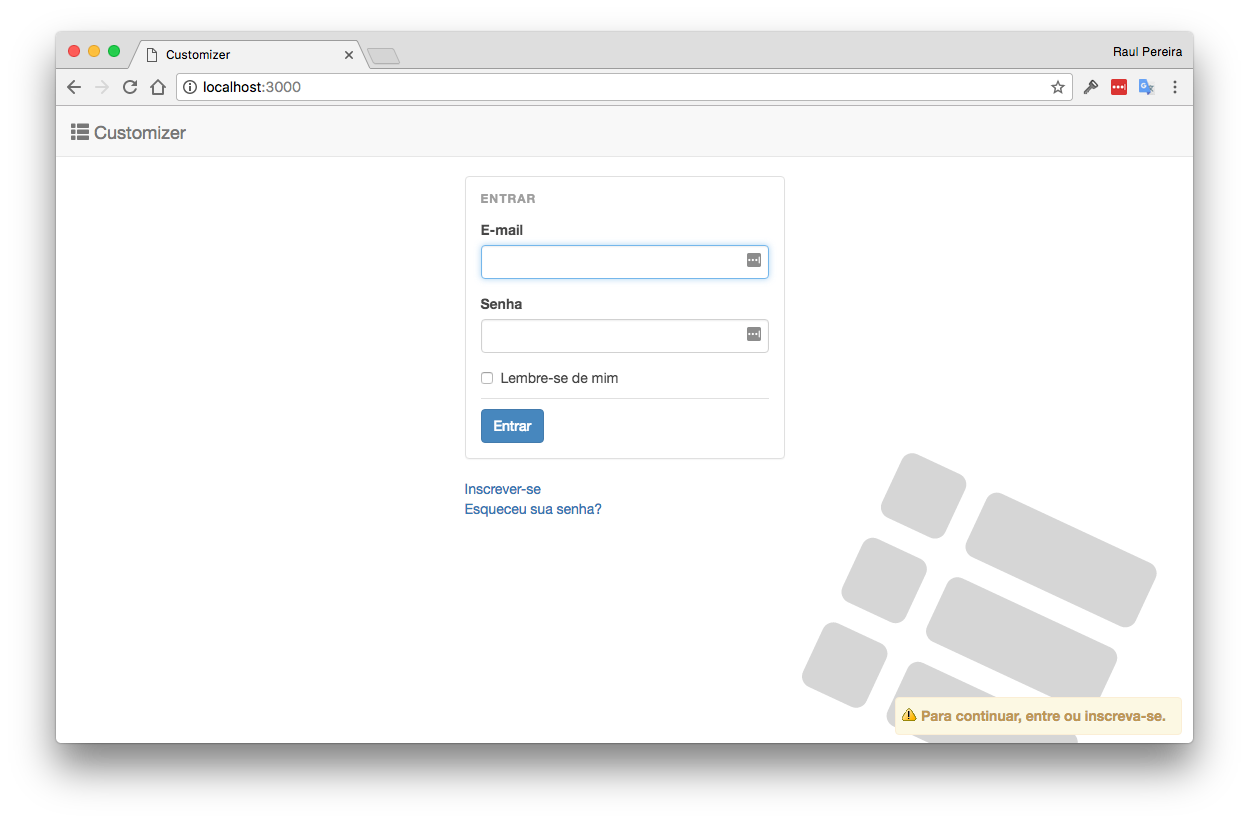 Customizer
Raul Pereira
localhost:3000
Customizer
ENTRAR
E-mail
Senha
Lembre-se de mim
Entrar
Inscrever-se
Esqueceu sua senha?
Para continuar, entre ou inscreva-se.